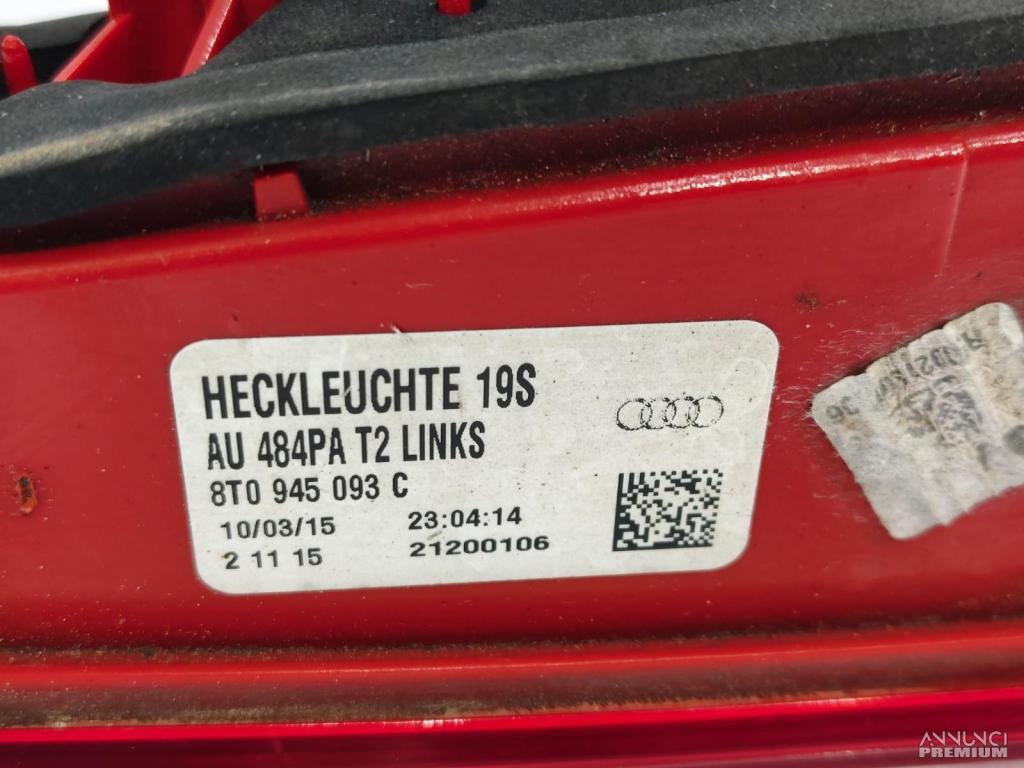 HECKLEUCHTE 19S
AU 484PA T2 LINKS
8T0 945 093 C
10/03/15 23:04:14
2 11 15 21200106
ANNUNCI
PREMIUM